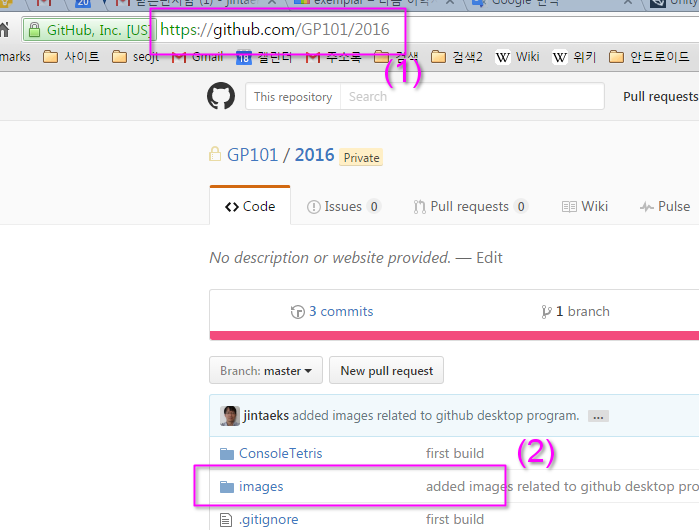 GitHub, Inc. [US] https://github.com/GP101/2016
marks 사이트 seojt Gmail 18 캘린더 주소록 검색 검색2 W Wiki W 위키 안드로이드
(1)
This repository Search Pull requests
GP101 / 2016 Private
Code Issues 0 Pull requests 0 Wiki Pulse
No description or website provided. — Edit
3 commits 1 branch
Branch: master New pull request
jintaeks added images related to github desktop program. ...
(2)
ConsoleTetris first build
images added images related to github desktop pro
.gitignore first build